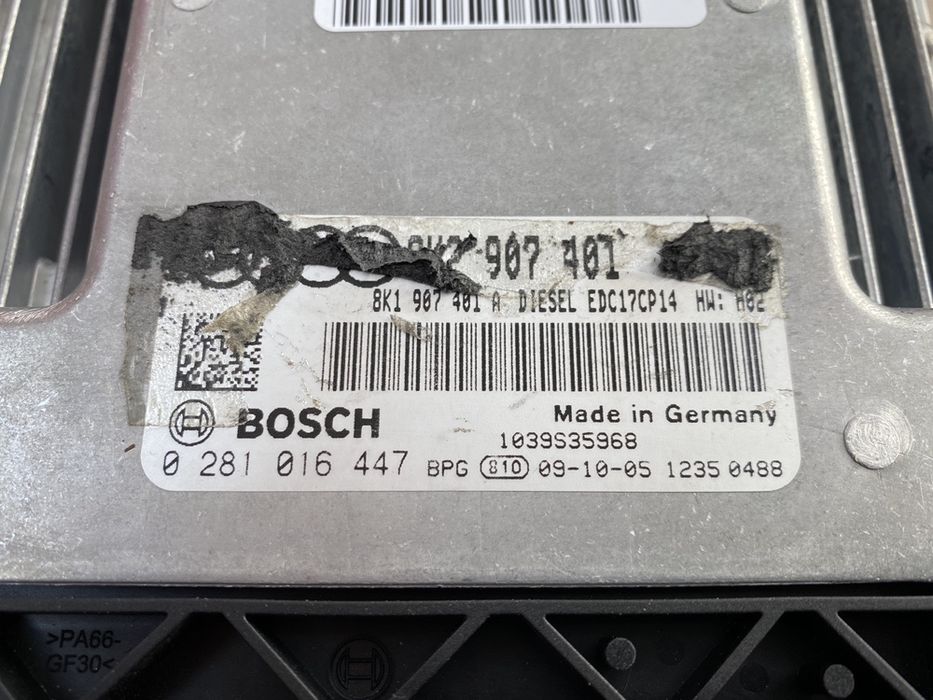 907 401
8K1 907 401 A DIESEL EDC17CP14 HW: H02
BOSCH
Made in Germany
1039S35968
0 281 016 447 BPG 810 09-10-05 1235 0488
>PA66-
GF30<